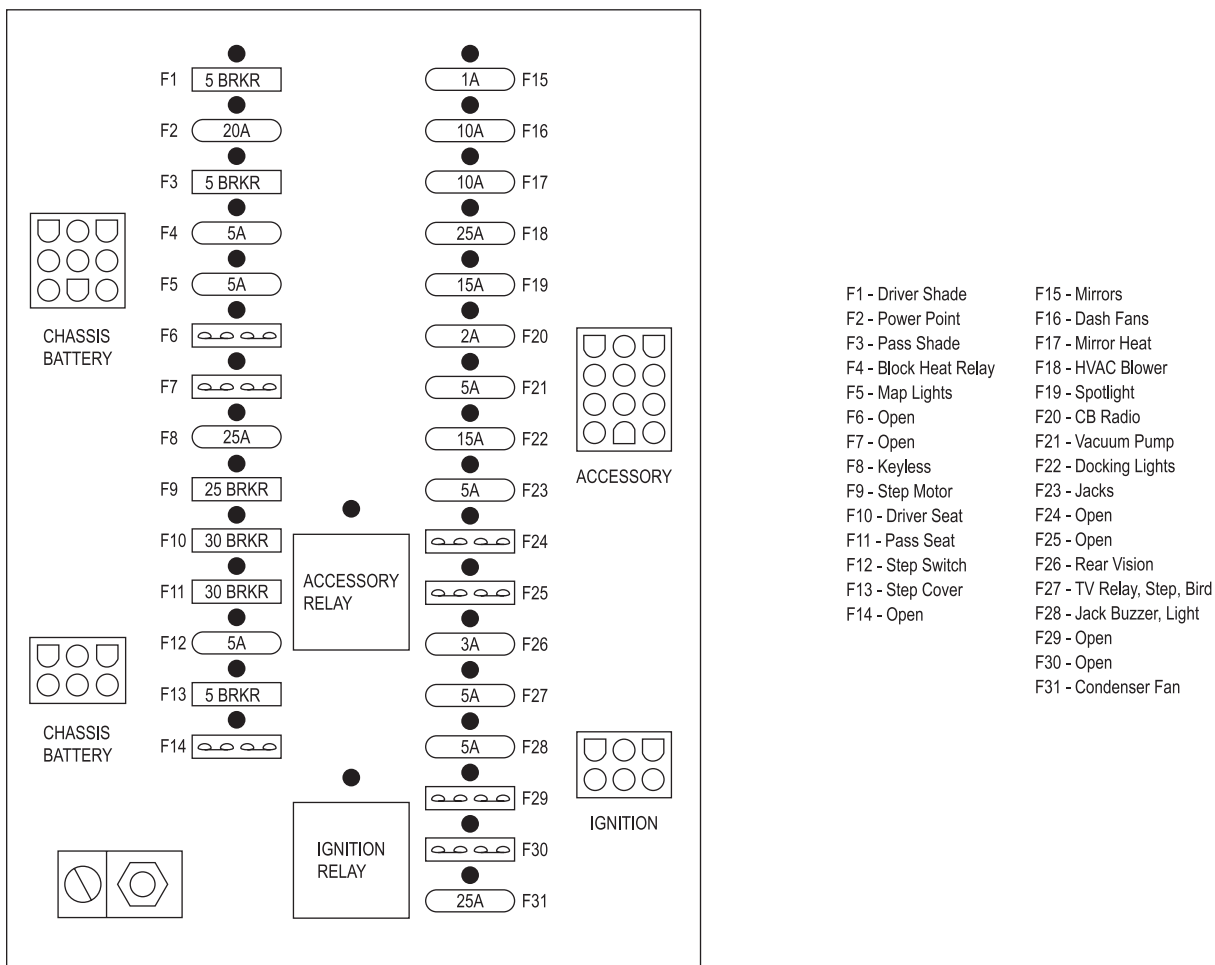 F1 5 BRKR
F2 20A
F3 5 BRKR
F4 5A
F5 5A
F6
F7
F8 25A
F9 25 BRKR
F10 30 BRKR
F11 30 BRKR
F12 5A
F13 5 BRKR
F14
CHASSIS
BATTERY
CHASSIS
BATTERY
ACCESSORY
RELAY
IGNITION
RELAY
1A F15
10A F16
10A F17
25A F18
15A F19
2A F20
5A F21
15A F22
5A F23
F24
F25
3A F26
5A F27
5A F28
F29
F30
25A F31
ACCESSORY
IGNITION
F1 - Driver Shade
F2 - Power Point
F3 - Pass Shade
F4 - Block Heat Relay
F5 - Map Lights
F6 - Open
F7 - Open
F8 - Keyless
F9 - Step Motor
F10 - Driver Seat
F11 - Pass Seat
F12 - Step Switch
F13 - Step Cover
F14 - Open
F15 - Mirrors
F16 - Dash Fans
F17 - Mirror Heat
F18 - HVAC Blower
F19 - Spotlight
F20 - CB Radio
F21 - Vacuum Pump
F22 - Docking Lights
F23 - Jacks
F24 - Open
F25 - Open
F26 - Rear Vision
F27 - TV Relay, Step, Bird
F28 - Jack Buzzer, Light
F29 - Open
F30 - Open
F31 - Condenser Fan